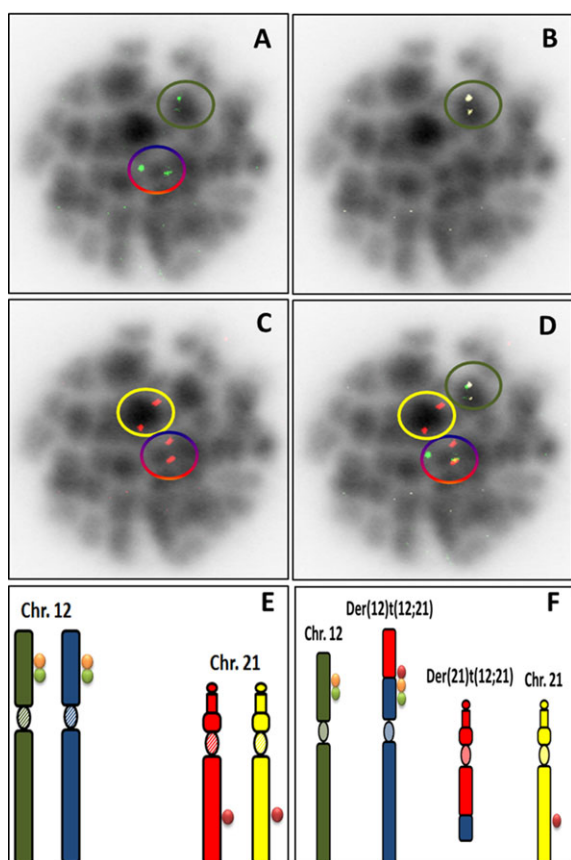 A
B
C
D
E
Chr. 12
Chr. 21
F
Der(12)t(12;21)
Chr. 12
Der(21)t(12;21)
Chr. 21